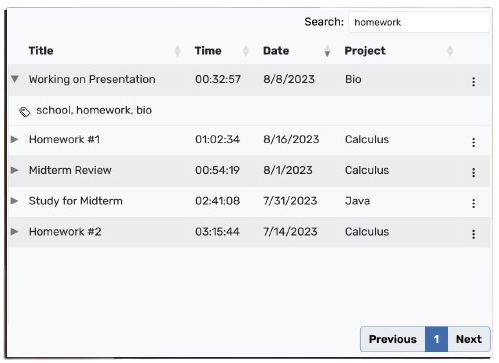 Search: homework
Title Time Date Project
Working on Presentation 00:32:57 8/8/2023 Bio
school, homework, bio
Homework #1 01:02:34 8/16/2023 Calculus
Midterm Review 00:54:19 8/1/2023 Calculus
Study for Midterm 02:41:08 7/31/2023 Java
Homework #2 03:15:44 7/14/2023 Calculus
Previous 1 Next